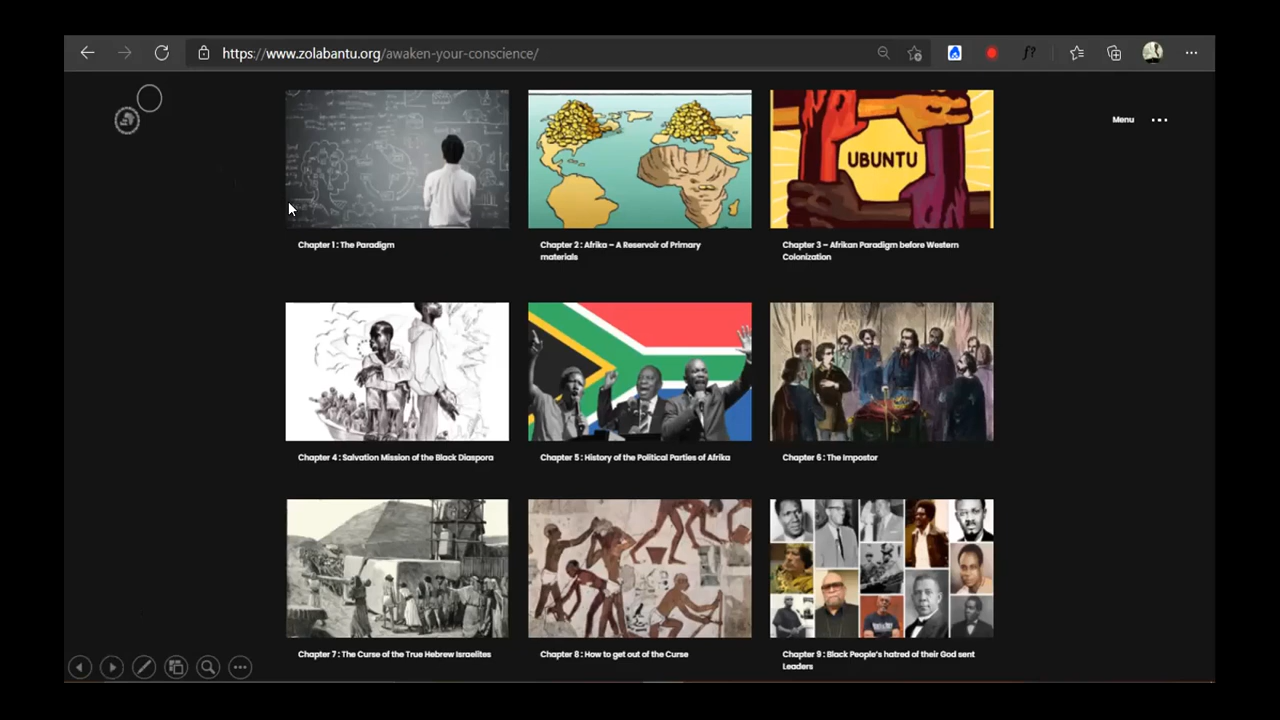 https://www.zolabantu.org/awaken-your-conscience/
f?
Menu
UBUNTU
Chapter 1 : The Paradigm
Chapter 2 : Afrika – A Reservoir of Primary
materials
Chapter 3 – Afrikan Paradigm before Western
Colonization
Chapter 4 : Salvation Mission of the Black Diaspora
Chapter 5 : History of the Political Parties of Afrika
Chapter 6 : The Impostor
Chapter 7 : The Curse of the True Hebrew Israelites
Chapter 8 : How to get out of the Curse
Chapter 9 : Black People's hatred of their God sent
Leaders